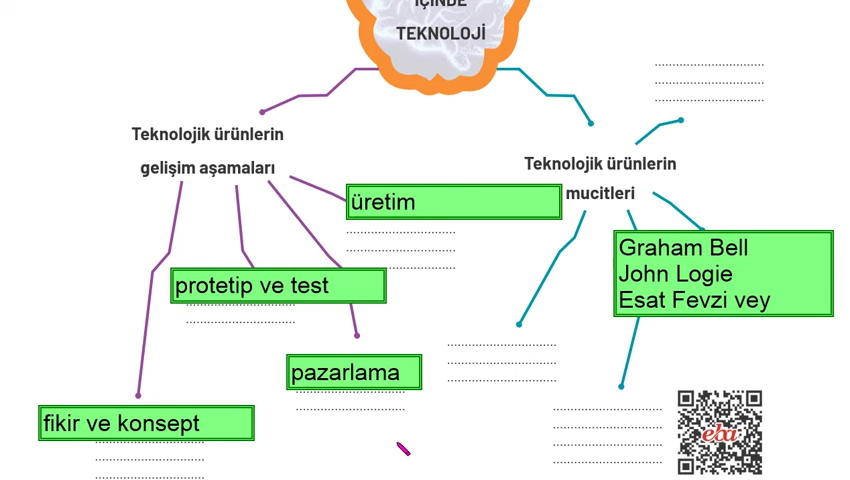 İÇİNDE
TEKNOLOJİ
Teknolojik ürünlerin
gelişim aşamaları
Teknolojik ürünlerin
mucitleri
üretim
Graham Bell
John Logie
Esat Fevzi vey
protetip ve test
pazarlama
fikir ve konsept
eba